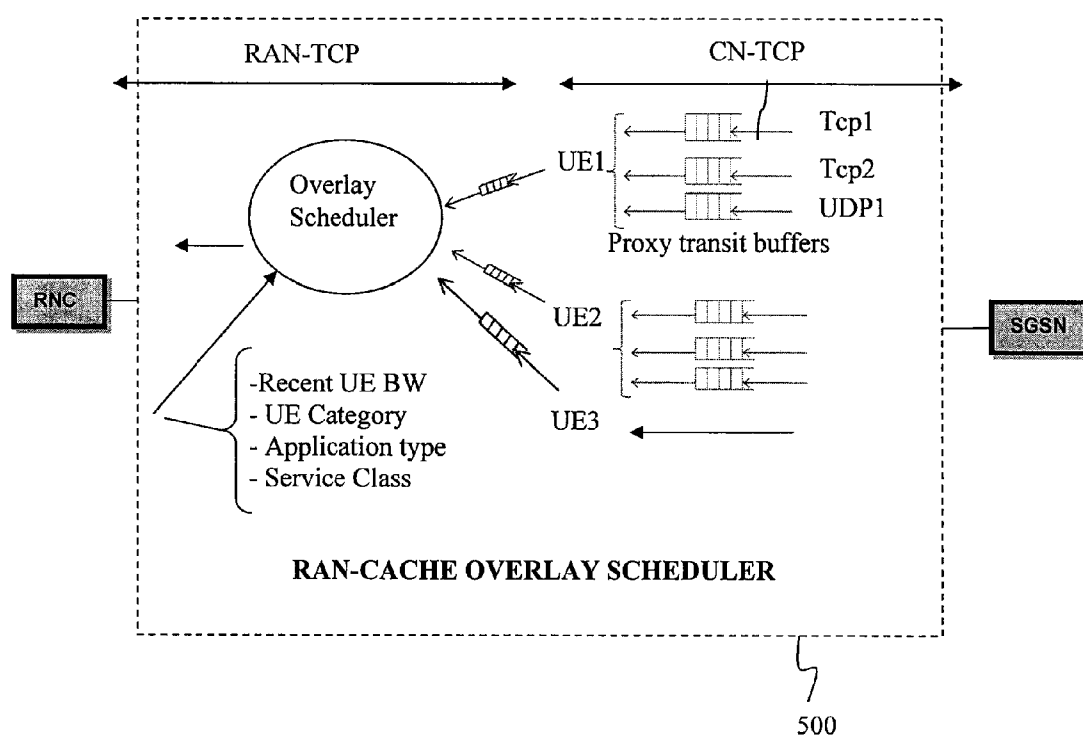 RAN-TCP
CN-TCP
Tcp1
UE1
Overlay
Scheduler
Tcp2
UDP1
Proxy transit buffers
RNC
UE2
SGSN
-Recent UE BW
- UE Category
- Application type
- Service Class
UE3
RAN-CACHE OVERLAY SCHEDULER
500